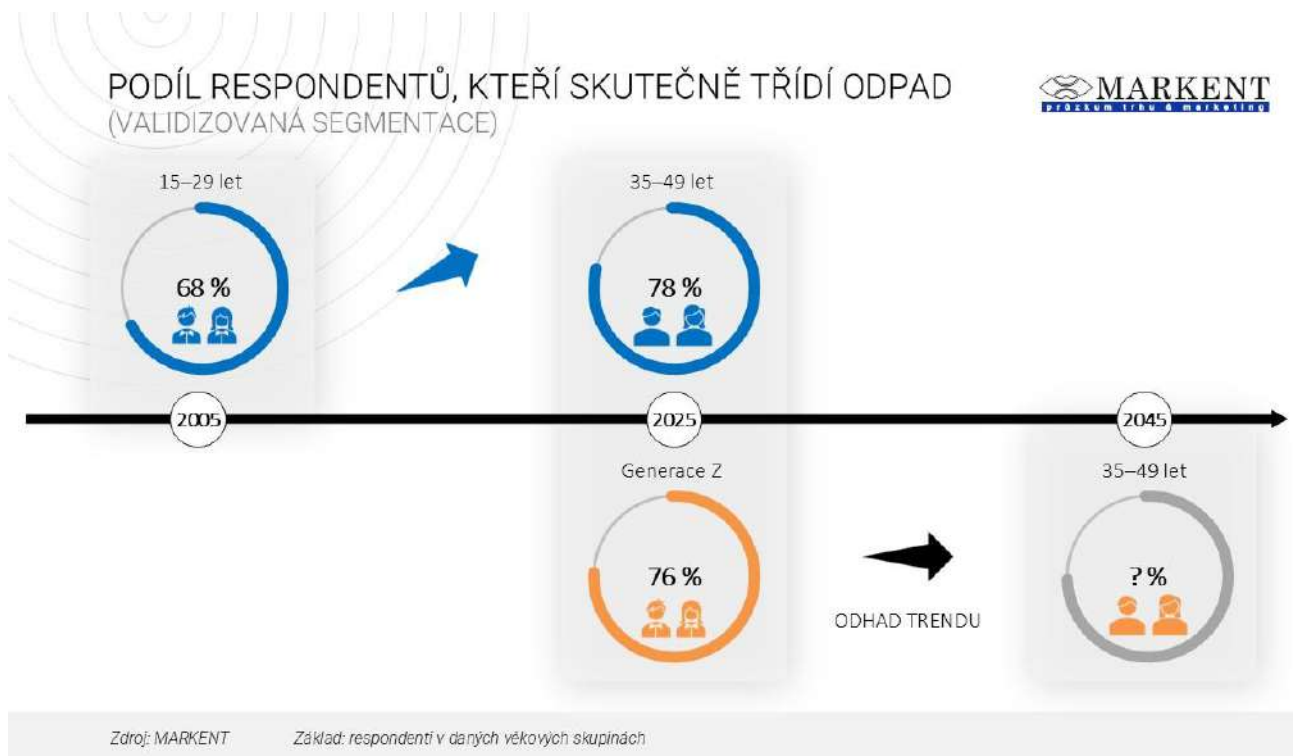 PODÍL RESPONDENTŮ, KTEŘÍ SKUTEČNĚ TŘÍDÍ ODPAD
(VALIDIZOVANÁ SEGMENTACE)
MARKENT
průzkum trhu & marketing
15–29 let
68 %
35–49 let
78 %
2005
2025
2045
Generace Z
76 %
ODHAD TRENDU
35–49 let
? %
Zdroj: MARKENT
Základ: respondenti v daných věkových skupinách